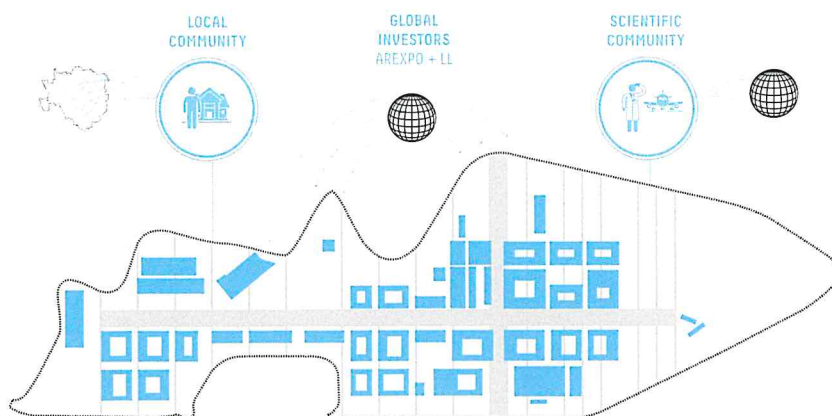 LOCAL
COMMUNITY
GLOBAL
INVESTORS
AREXPO + LL
SCIENTIFIC
COMMUNITY